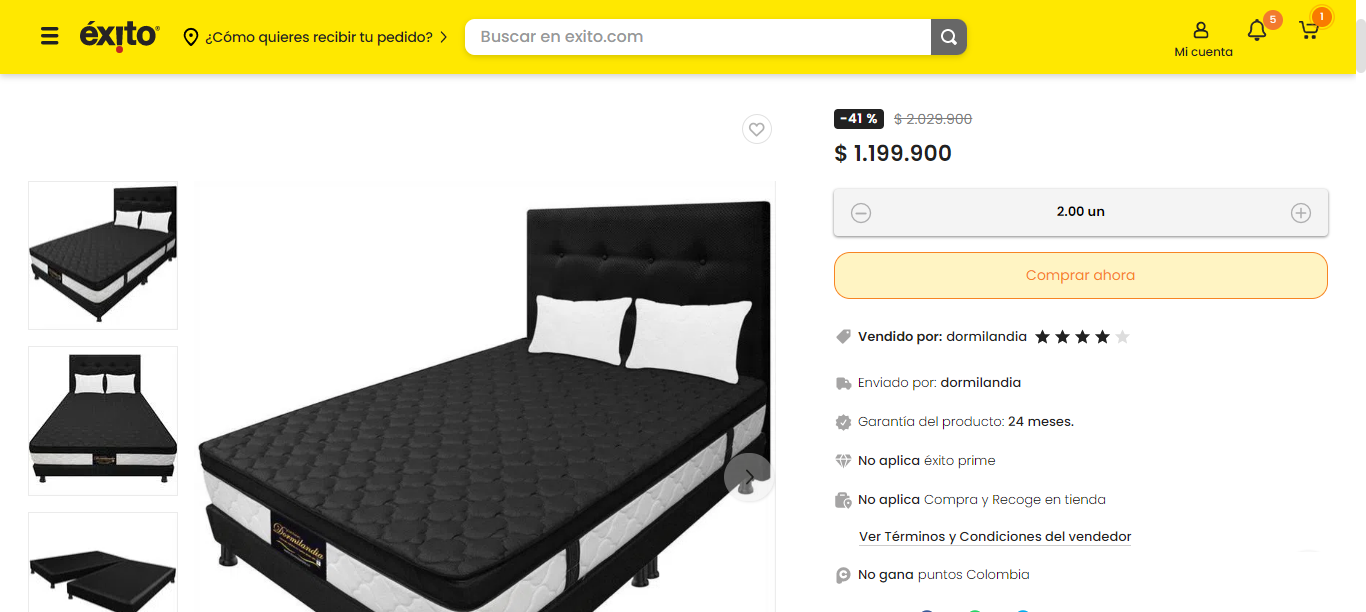 éxito
¿Cómo quieres recibir tu pedido?
Buscar en exito.com
Mi cuenta
5
1
-41 %
$ 2.029.900
$ 1.199.900
2.00 un
Comprar ahora
Vendido por: dormilandia
Enviado por: dormilandia
Garantía del producto: 24 meses.
No aplica éxito prime
No aplica Compra y Recoge en tienda
Ver Términos y Condiciones del vendedor
No gana puntos Colombia
Dormilandia